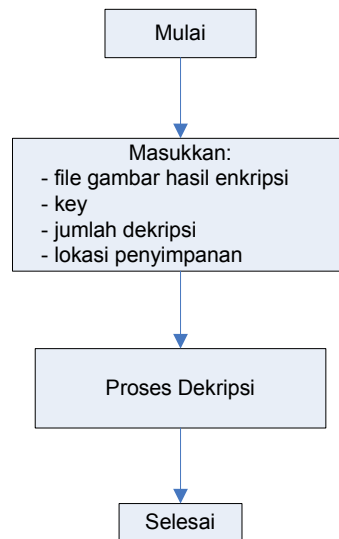 Mulai
Masukkan:
- file gambar hasil enkripsi
- key
- jumlah dekripsi
- lokasi penyimpanan
Proses Dekripsi
Selesai